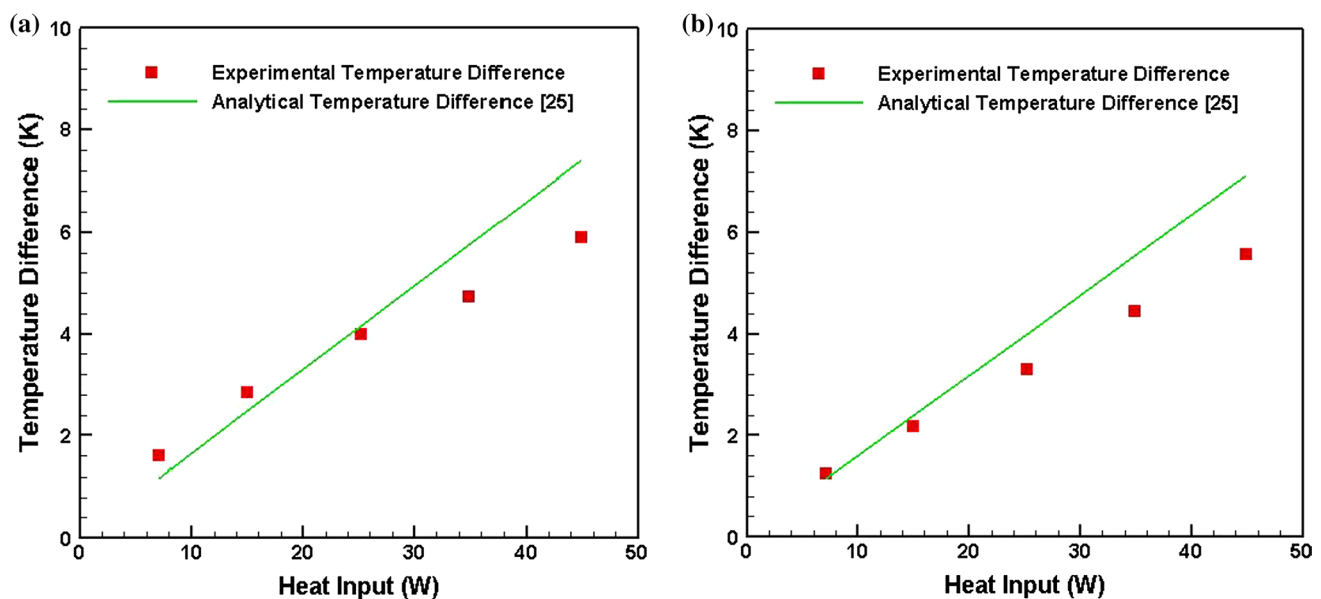 (a)
10
8
6
4
2
0
Temperature Difference (K)
Experimental Temperature Difference
Analytical Temperature Difference [25]
0 10 20 30 40 50
Heat Input (W)
(b)
10
8
6
4
2
0
Temperature Difference (K)
Experimental Temperature Difference
Analytical Temperature Difference [25]
0 10 20 30 40 50
Heat Input (W)